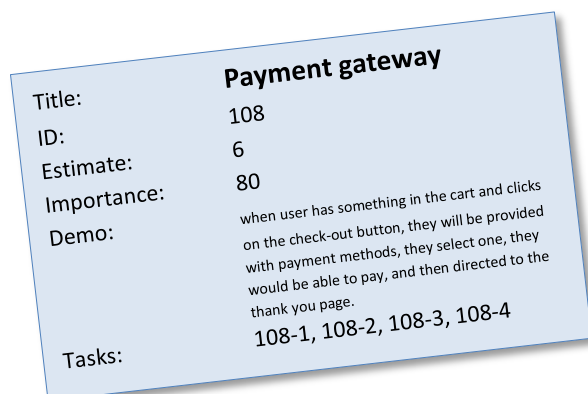 Title: Payment gateway
ID: 108
Estimate: 6
Importance: 80
Demo: when user has something in the cart and clicks
on the check-out button, they will be provided
with payment methods, they select one, they
would be able to pay, and then directed to the
thank you page.
Tasks: 108-1, 108-2, 108-3, 108-4